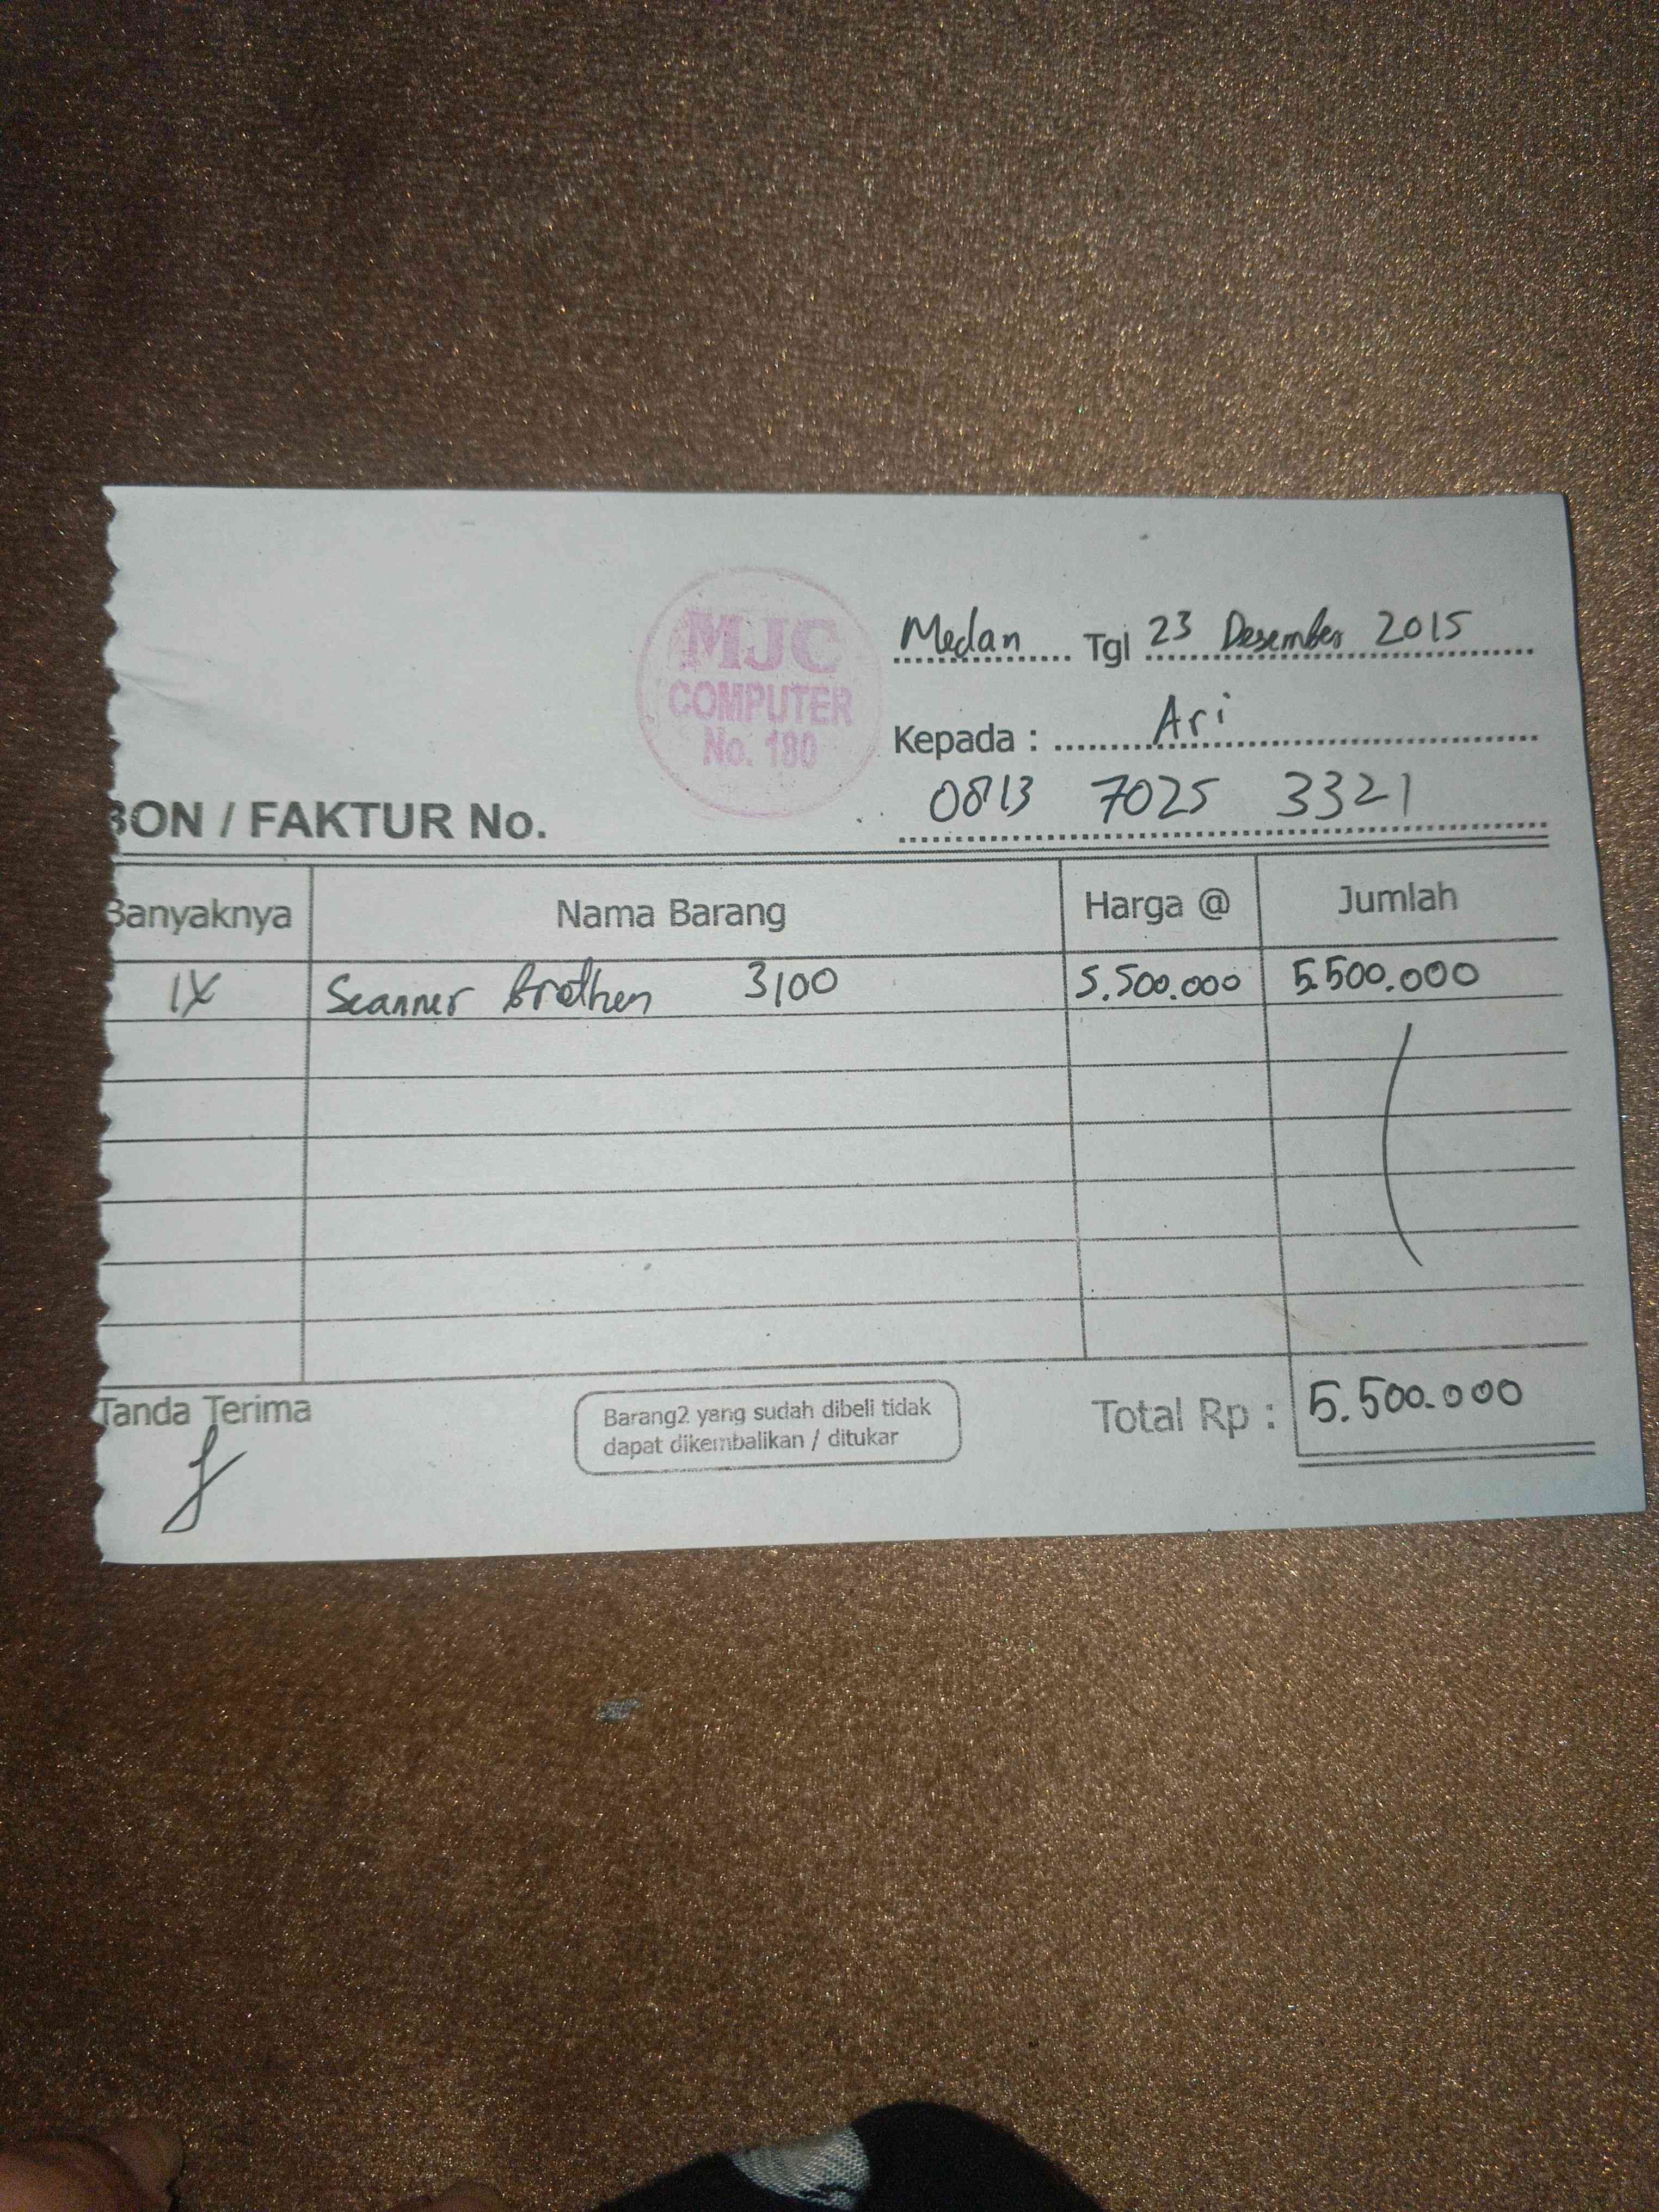 MJC
COMPUTER
No. 180
Medan Tgl 23 Desember 2015
Kepada : Ari
0813 7025 3321
BON / FAKTUR No.
Banyaknya Nama Barang Harga @ Jumlah
1X Scanner Brother 3100 5.500.000 5.500.000
Tanda Terima
Barang2 yang sudah dibeli tidak
dapat dikembalikan / ditukar
Total Rp : 5.500.000